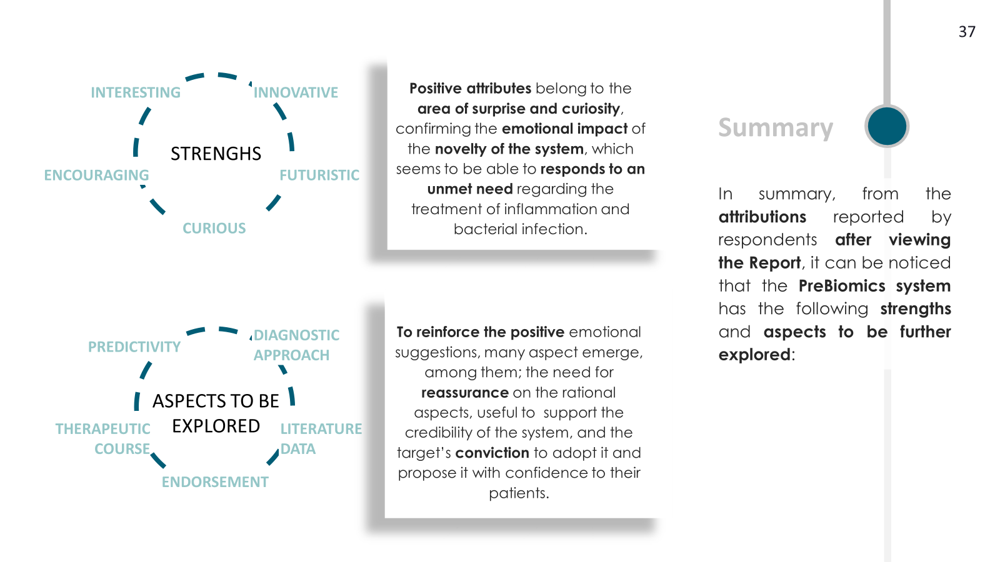 37
INTERESTING
INNOVATIVE
STRENGHS
ENCOURAGING
FUTURISTIC
CURIOUS
Positive attributes belong to the
area of surprise and curiosity,
confirming the emotional impact of
the novelty of the system, which
seems to be able to responds to an
unmet need regarding the
treatment of inflammation and
bacterial infection.
PREDICTIVITY
DIAGNOSTIC
APPROACH
ASPECTS TO BE
EXPLORED
THERAPEUTIC
COURSE
LITERATURE
DATA
ENDORSEMENT
To reinforce the positive emotional
suggestions, many aspect emerge,
among them; the need for
reassurance on the rational
aspects, useful to support the
credibility of the system, and the
target’s conviction to adopt it and
propose it with confidence to their
patients.
Summary
In summary, from the
attributions reported by
respondents after viewing
the Report, it can be noticed
that the PreBiomics system
has the following strengths
and aspects to be further
explored: